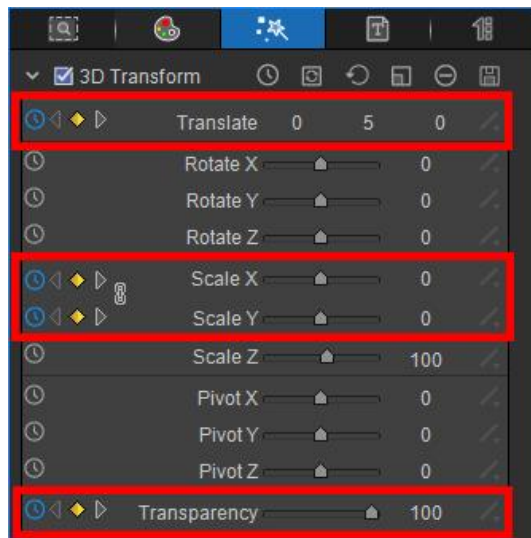 3D Transform
Translate 0 5 0
Rotate X 0
Rotate Y 0
Rotate Z 0
Scale X 0
Scale Y 0
Scale Z 100
Pivot X 0
Pivot Y 0
Pivot Z 0
Transparency 100